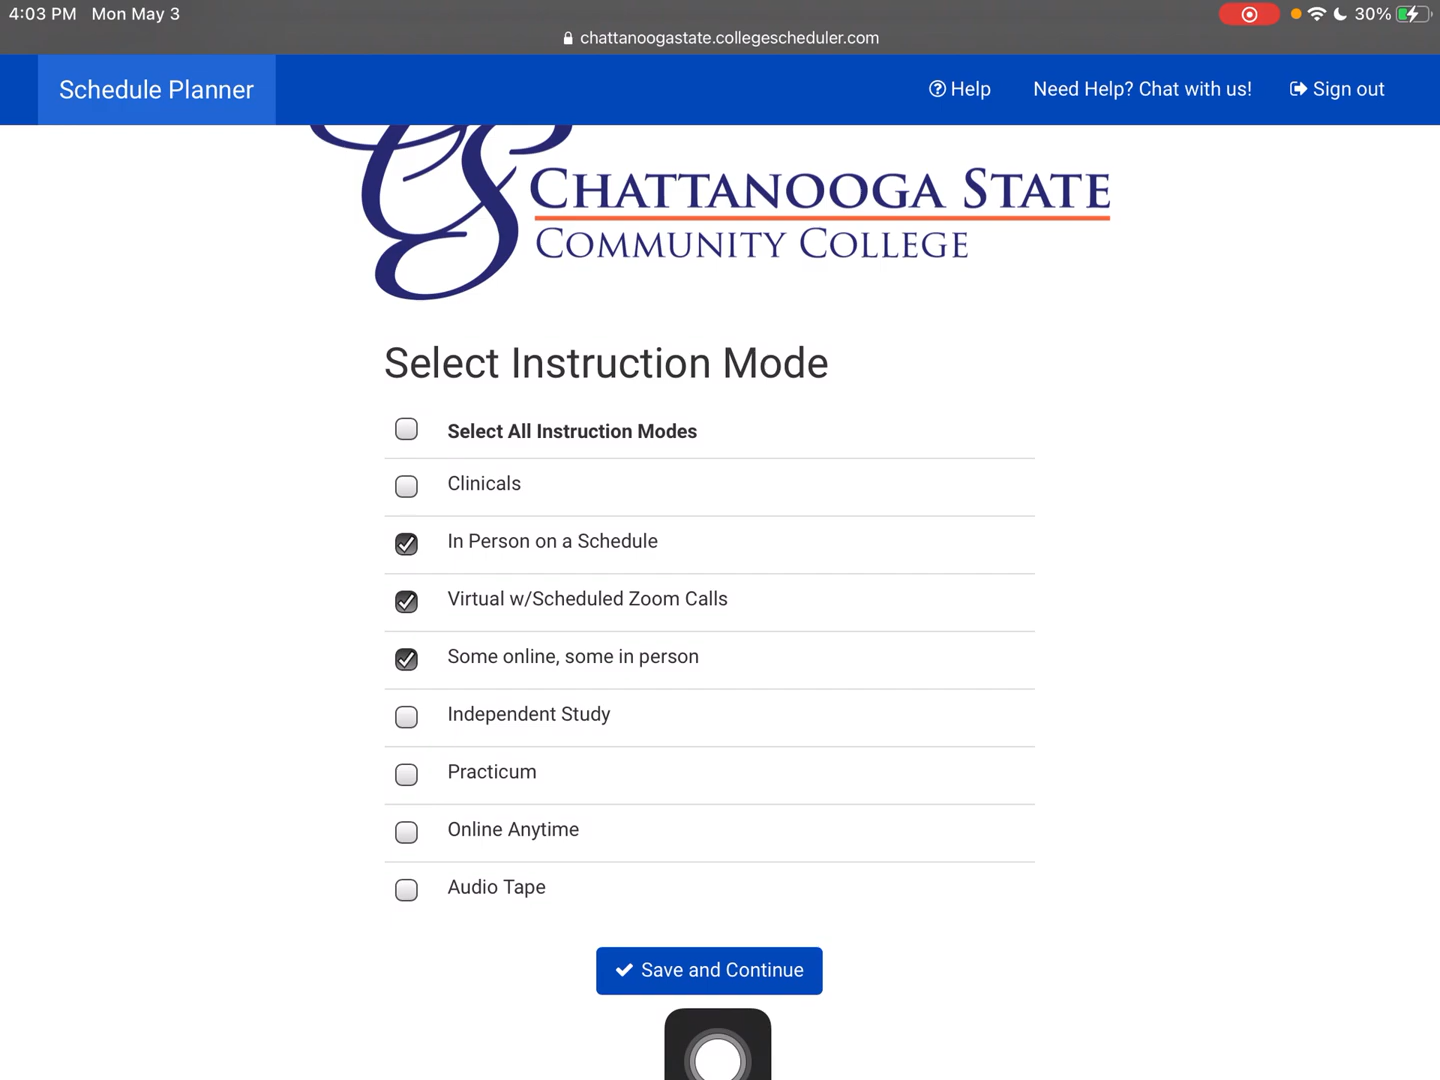 4:03 PM Mon May 3
30%
chattanoogastate.collegescheduler.com
Schedule Planner
Help
Need Help? Chat with us!
Sign out
CS
CHATTANOOGA STATE
COMMUNITY COLLEGE
Select Instruction Mode
Select All Instruction Modes
Clinicals
In Person on a Schedule
Virtual w/Scheduled Zoom Calls
Some online, some in person
Independent Study
Practicum
Online Anytime
Audio Tape
Save and Continue